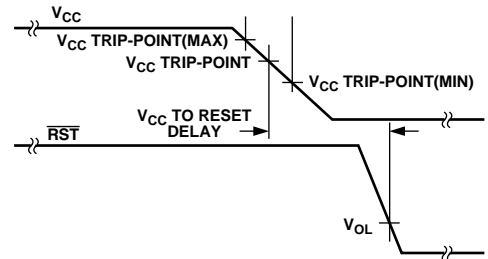 VCC
VCC TRIP-POINT(MAX)
VCC TRIP-POINT
VCC TRIP-POINT(MIN)
VCC TO RESET
DELAY
RST
VOL